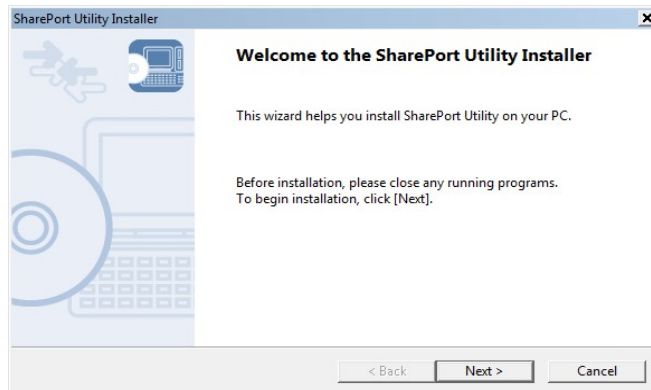 SharePort Utility Installer
Welcome to the SharePort Utility Installer
This wizard helps you install SharePort Utility on your PC.
Before installation, please close any running programs.
To begin installation, click [Next].
< Back
Next >
Cancel